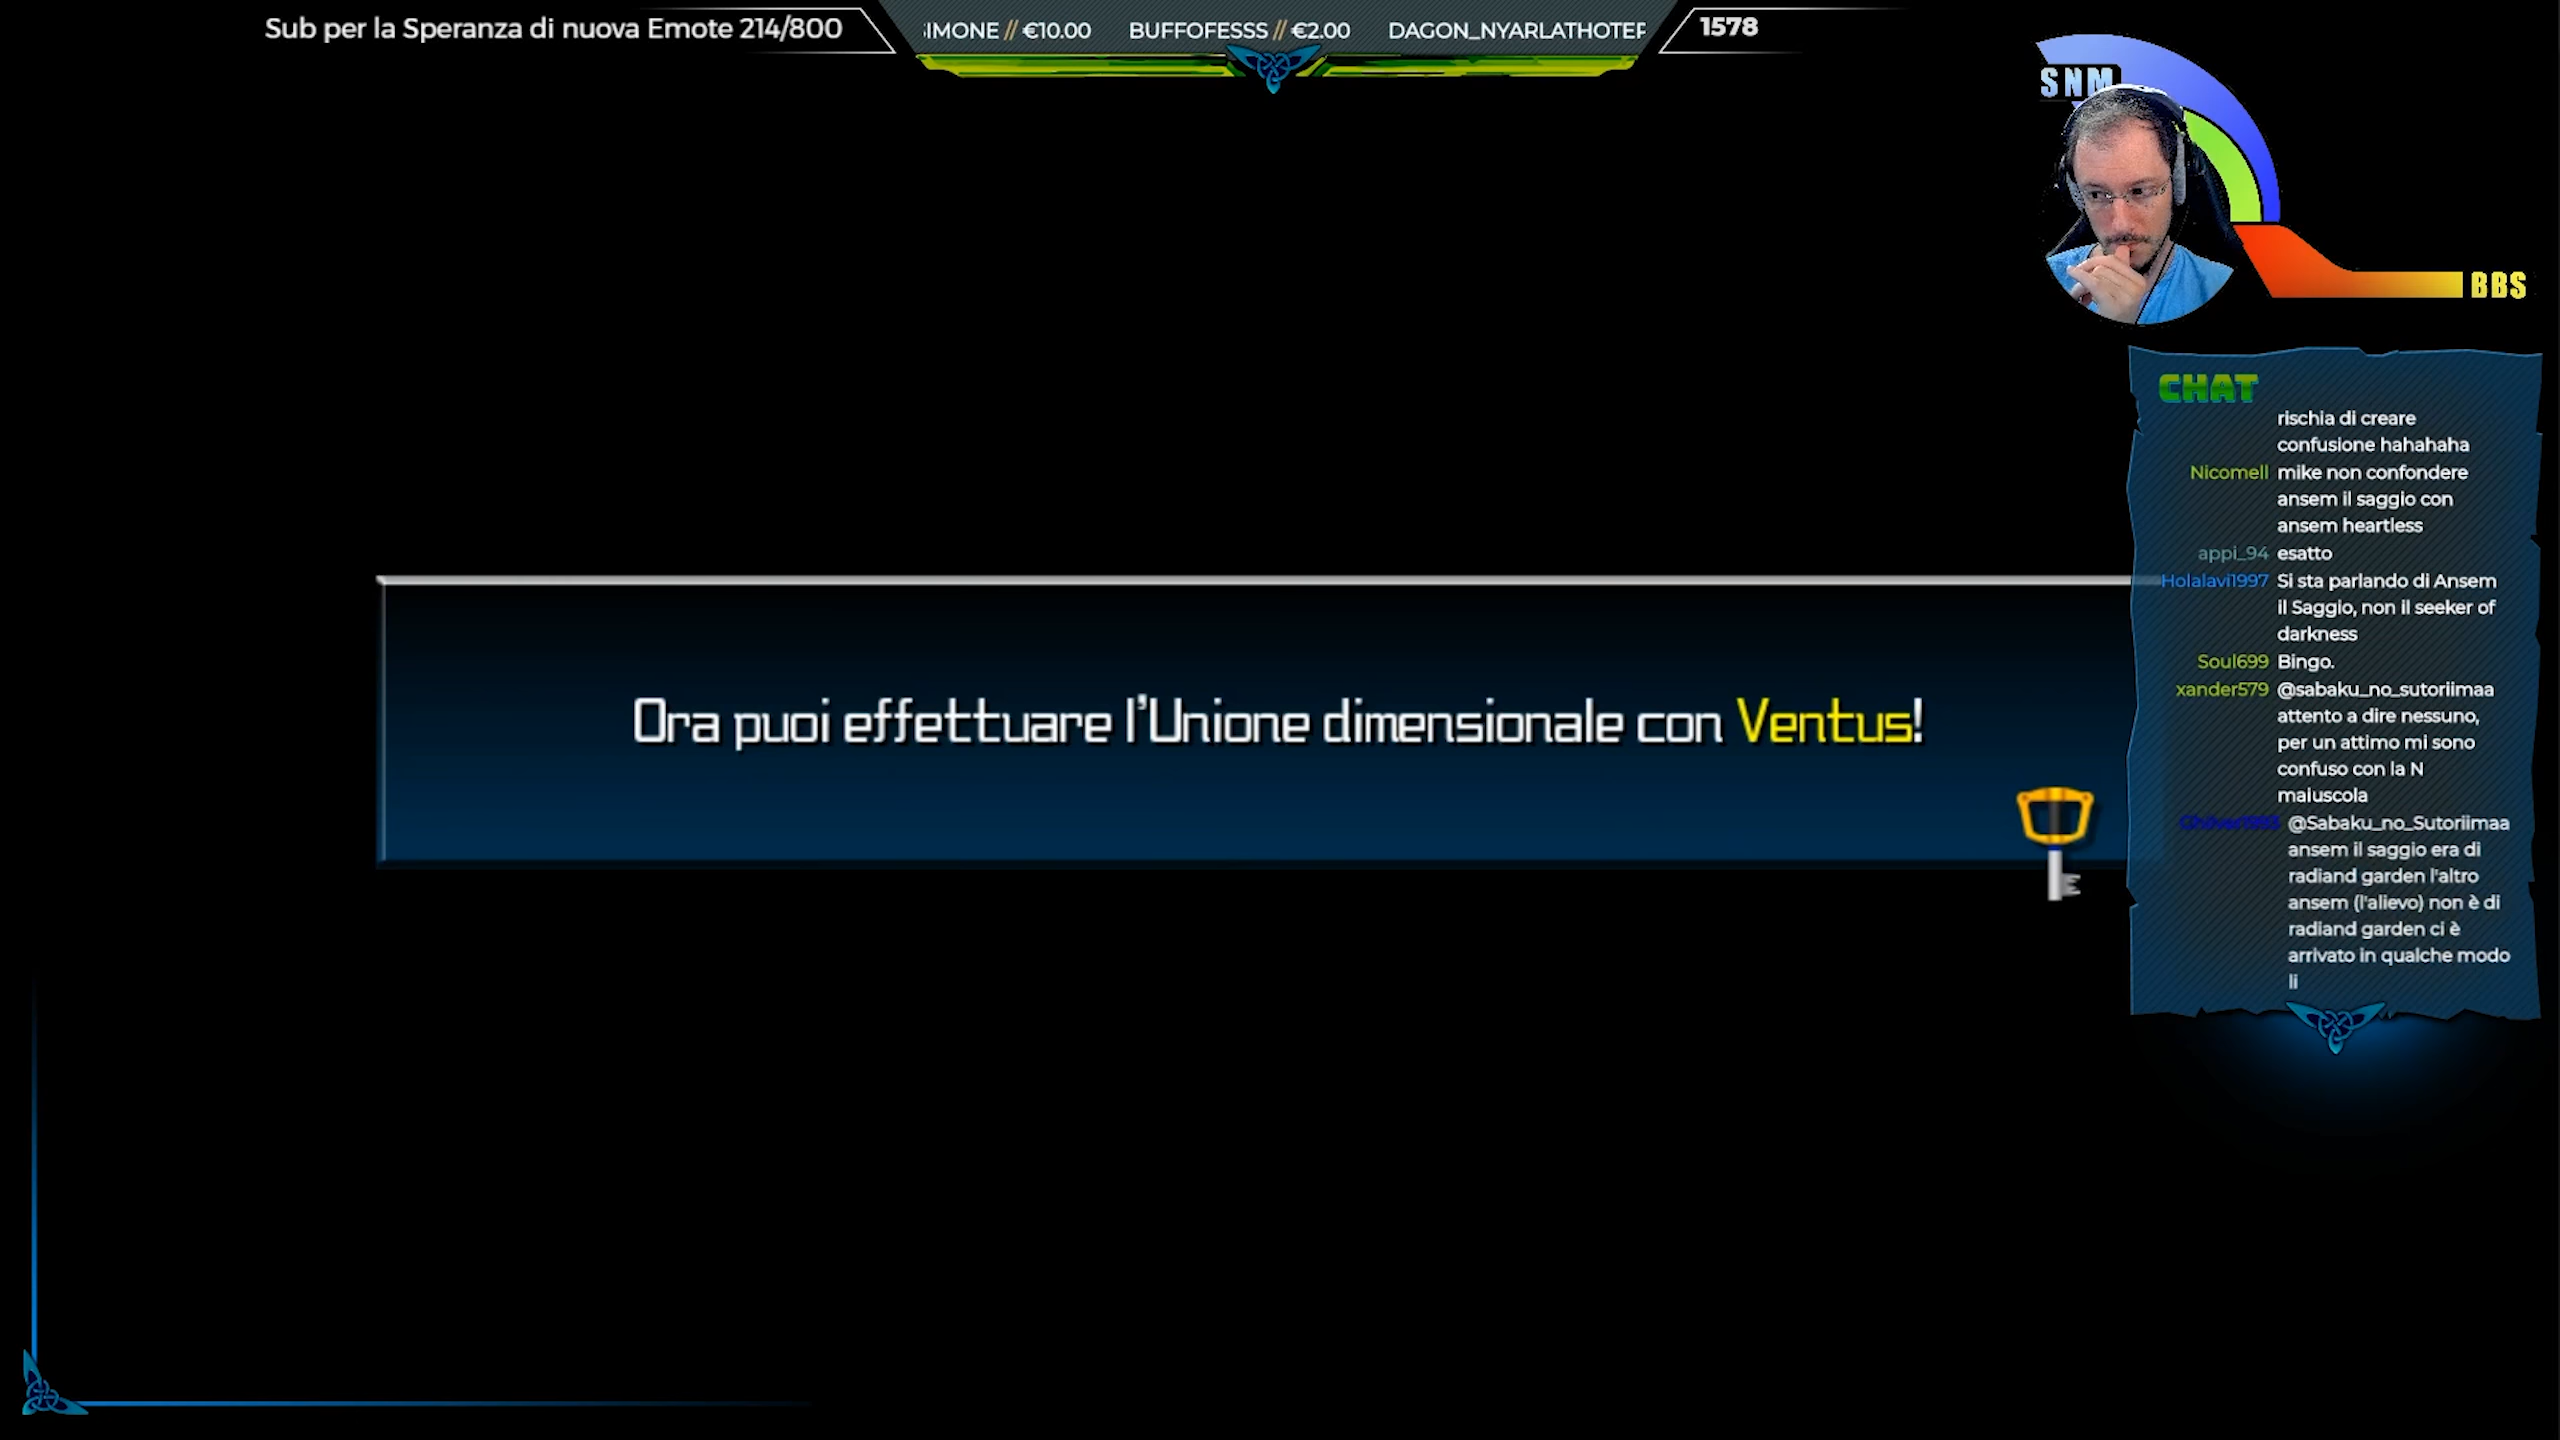 Sub per la Speranza di nuova Emote 214/800
IMONE // €10.00 BUFFOFESSS // €2.00 DAGON_NYARLATHOTEP
1578
SNM
BBS
CHAT
rischia di creare
confusione hahahaha
Nicomell mike non confondere
ansem il saggio con
ansem heartless
appi_94 esatto
Holalavi1997 Si sta parlando di Ansem
il Saggio, non il seeker of
darkness
Soul699 Bingo.
xander579 @sabaku_no_sutoriimaa
attento a dire nessuno,
per un attimo mi sono
confuso con la N
maiuscola
@Sabaku_no_Sutoriimaa
ansem il saggio era di
radiand garden l'altro
ansem (l'alievo) non è di
radiand garden ci è
arrivato in qualche modo
li
Ora puoi effettuare l'Unione dimensionale con Ventus!